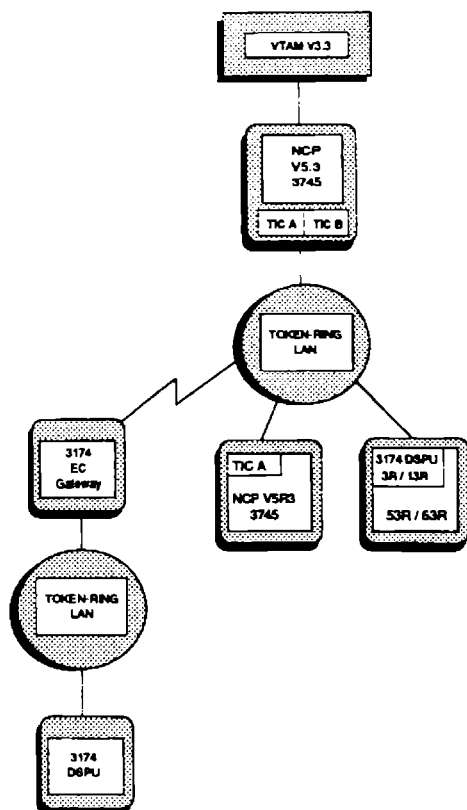 VTAM V3.3
NCP
V5.3
3745
TIC A
TIC B
TOKEN-RING
LAN
3174
EC
Gateway
TIC A
NCP V5R3
3745
3174 DSPU
3R / 13R
53R / 63R
TOKEN-RING
LAN
3174
DSPU